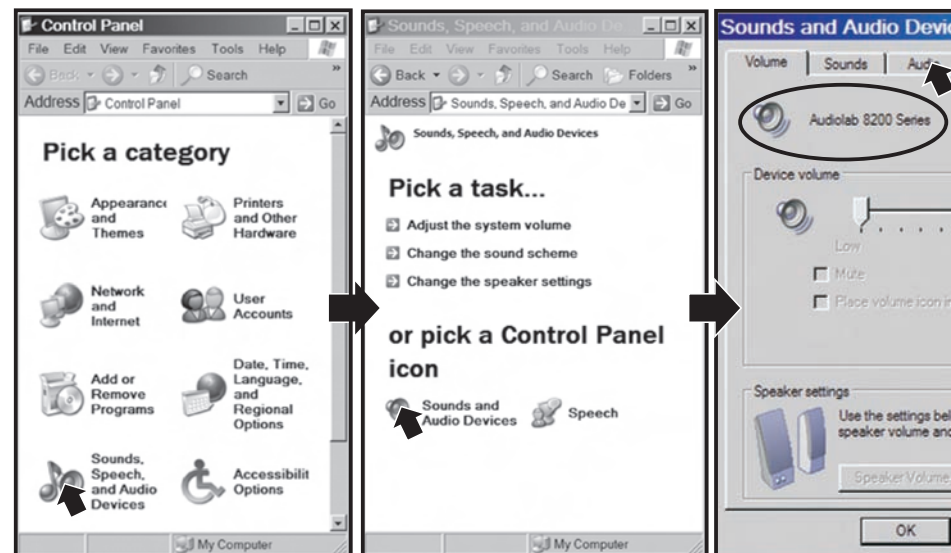 Control Panel
File Edit View Favorites Tools Help
Back Search »
Address Control Panel Go
Pick a category
Appearance
and
Themes
Printers
and Other
Hardware
Network
and
Internet
User
Accounts
Add or
Remove
Programs
Date, Time,
Language,
and
Regional
Options
Sounds,
Speech,
and Audio
Devices
Accessibilit
Options
My Computer
Sounds, Speech, and Audio De
File Edit View Favorites Tools Help
Back Search Folders »
Address Sounds, Speech, and Audio De Go
Sounds, Speech, and Audio Devices
Pick a task...
Adjust the system volume
Change the sound scheme
Change the speaker settings
or pick a Control Panel
icon
Sounds and
Audio Devices
Speech
My Computer
Sounds and Audio Devic
Volume Sounds Audio
Audiolab 8200 Series
Device volume
Low
Mute
Place volume icon in
Speaker settings
Use the settings bel
speaker volume and
Speaker Volume
OK